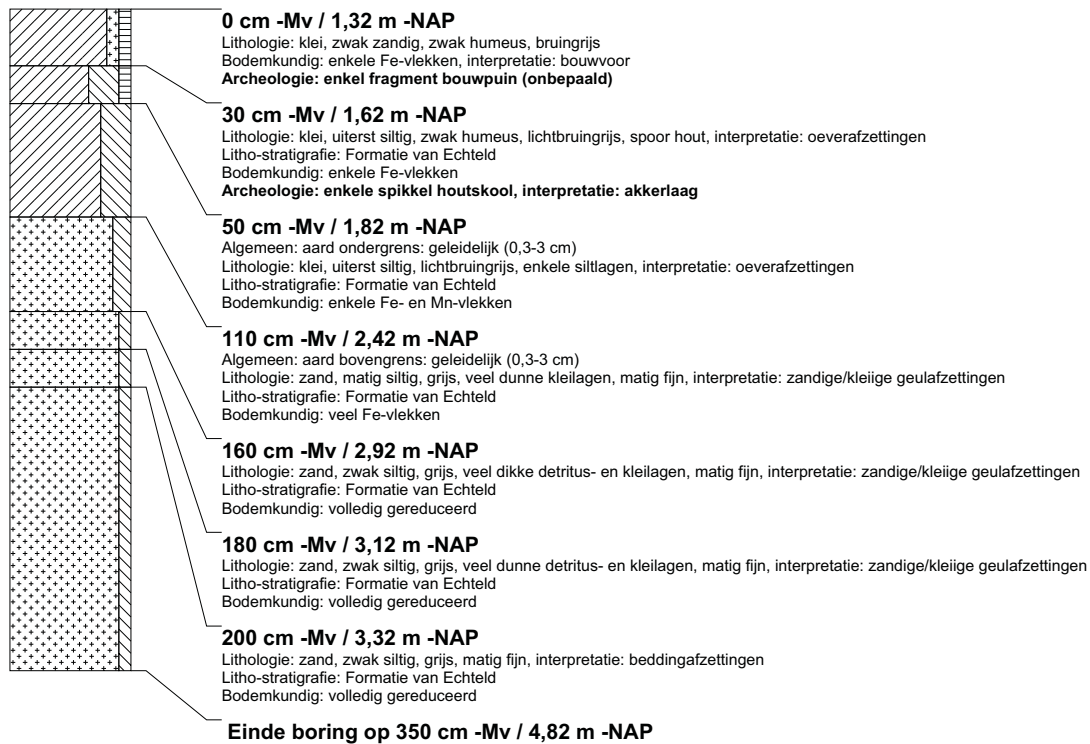 0 cm -Mv / 1,32 m -NAP
Lithologie: klei, zwak zandig, zwak humeus, bruingrijs
Bodemkundig: enkele Fe-vlekken, interpretatie: bouwvoor
Archeologie: enkel fragment bouwpuin (onbepaald)
30 cm -Mv / 1,62 m -NAP
Lithologie: klei, uiterst siltig, zwak humeus, lichtbruingrijs, spoor hout, interpretatie: oeverafzettingen
Litho-stratigrafie: Formatie van Echteld
Bodemkundig: enkele Fe-vlekken
Archeologie: enkele spikkel houtskool, interpretatie: akkerlaag
50 cm -Mv / 1,82 m -NAP
Algemeen: aard ondergrens: geleidelijk (0,3-3 cm)
Lithologie: klei, uiterst siltig, lichtbruingrijs, enkele siltlagen, interpretatie: oeverafzettingen
Litho-stratigrafie: Formatie van Echteld
Bodemkundig: enkele Fe- en Mn-vlekken
110 cm -Mv / 2,42 m -NAP
Algemeen: aard bovengrens: geleidelijk (0,3-3 cm)
Lithologie: zand, matig siltig, grijs, veel dunne kleilagen, matig fijn, interpretatie: zandige/kleiige geulafzettingen
Litho-stratigrafie: Formatie van Echteld
Bodemkundig: veel Fe-vlekken
160 cm -Mv / 2,92 m -NAP
Lithologie: zand, zwak siltig, grijs, veel dikke detritus- en kleilagen, matig fijn, interpretatie: zandige/kleiige geulafzettingen
Litho-stratigrafie: Formatie van Echteld
Bodemkundig: volledig gereduceerd
180 cm -Mv / 3,12 m -NAP
Lithologie: zand, zwak siltig, grijs, veel dunne detritus- en kleilagen, matig fijn, interpretatie: zandige/kleiige geulafzettingen
Litho-stratigrafie: Formatie van Echteld
Bodemkundig: volledig gereduceerd
200 cm -Mv / 3,32 m -NAP
Lithologie: zand, zwak siltig, grijs, matig fijn, interpretatie: beddingafzettingen
Litho-stratigrafie: Formatie van Echteld
Bodemkundig: volledig gereduceerd
Einde boring op 350 cm -Mv / 4,82 m -NAP